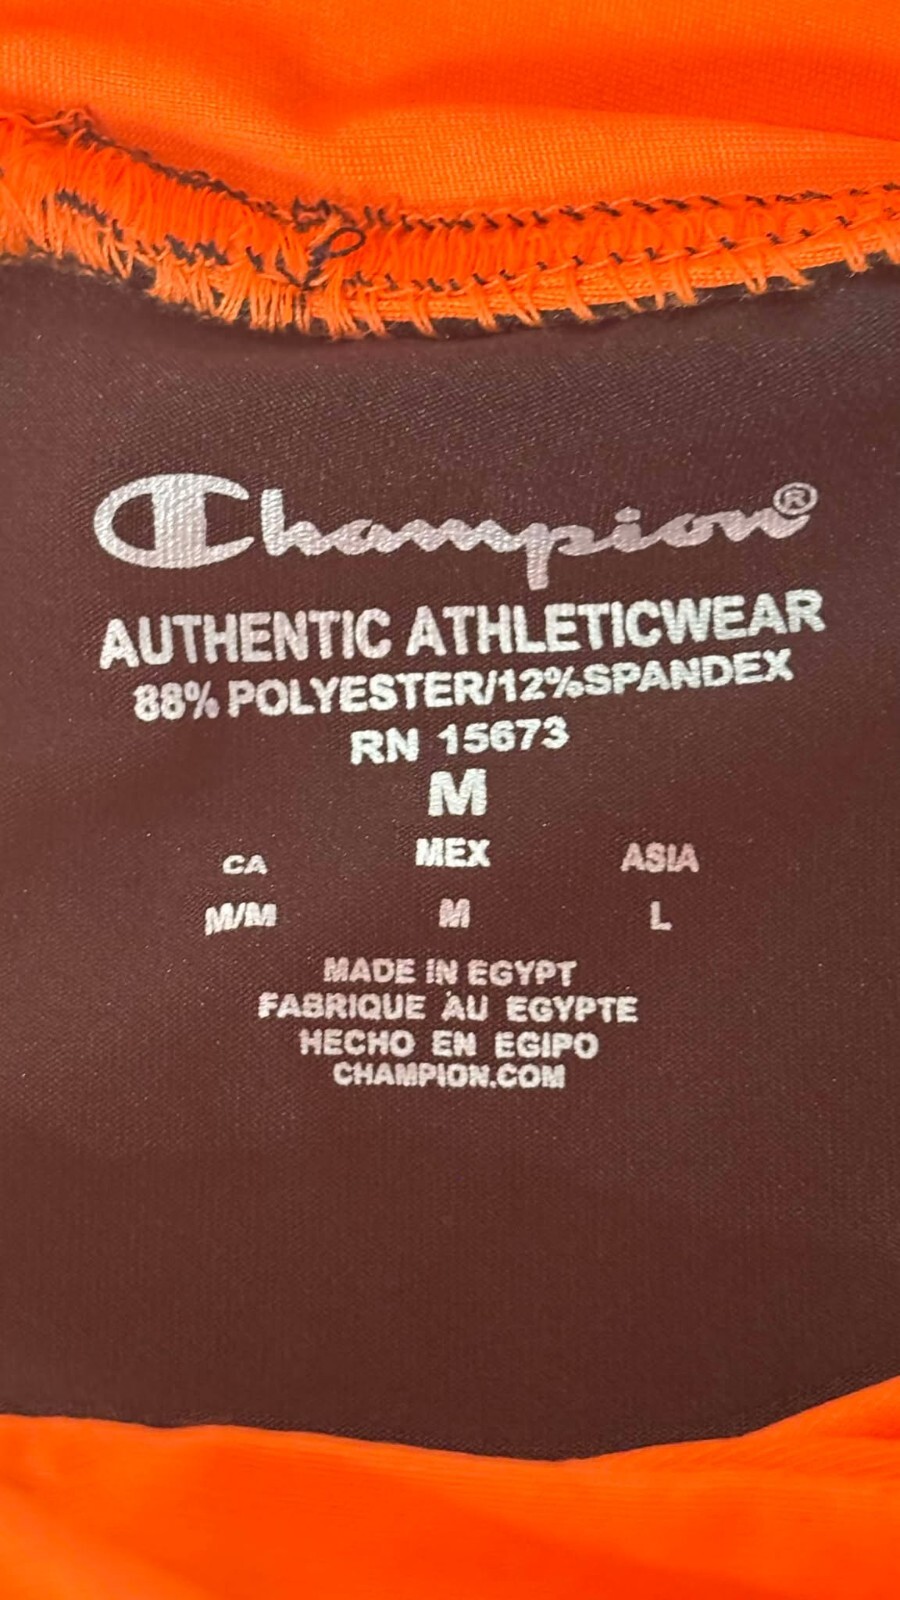 Champion®
AUTHENTIC ATHLETICWEAR
88% POLYESTER/12%SPANDEX
RN 15673
M
CA MEX ASIA
M/M M L
MADE IN EGYPT
FABRIQUE AU EGYPTE
HECHO EN EGIPO
CHAMPION.COM